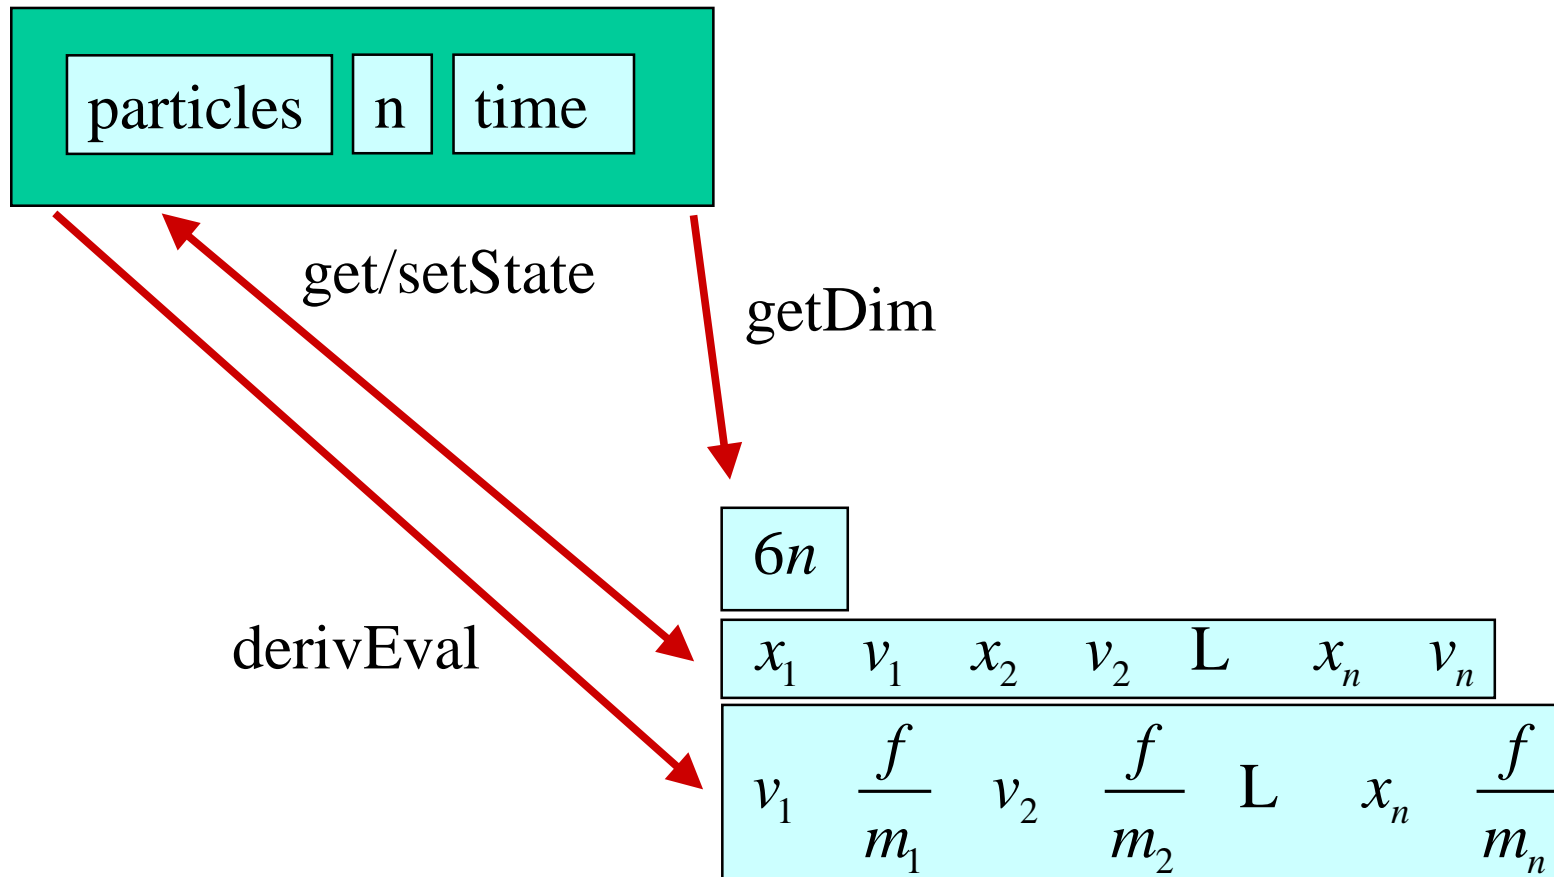 particles n time
get/setState
getDim
6n
derivEval
x₁ v₁ x₂ v₂ L xₙ vₙ
v₁ f/m₁ v₂ f/m₂ L xₙ f/mₙ